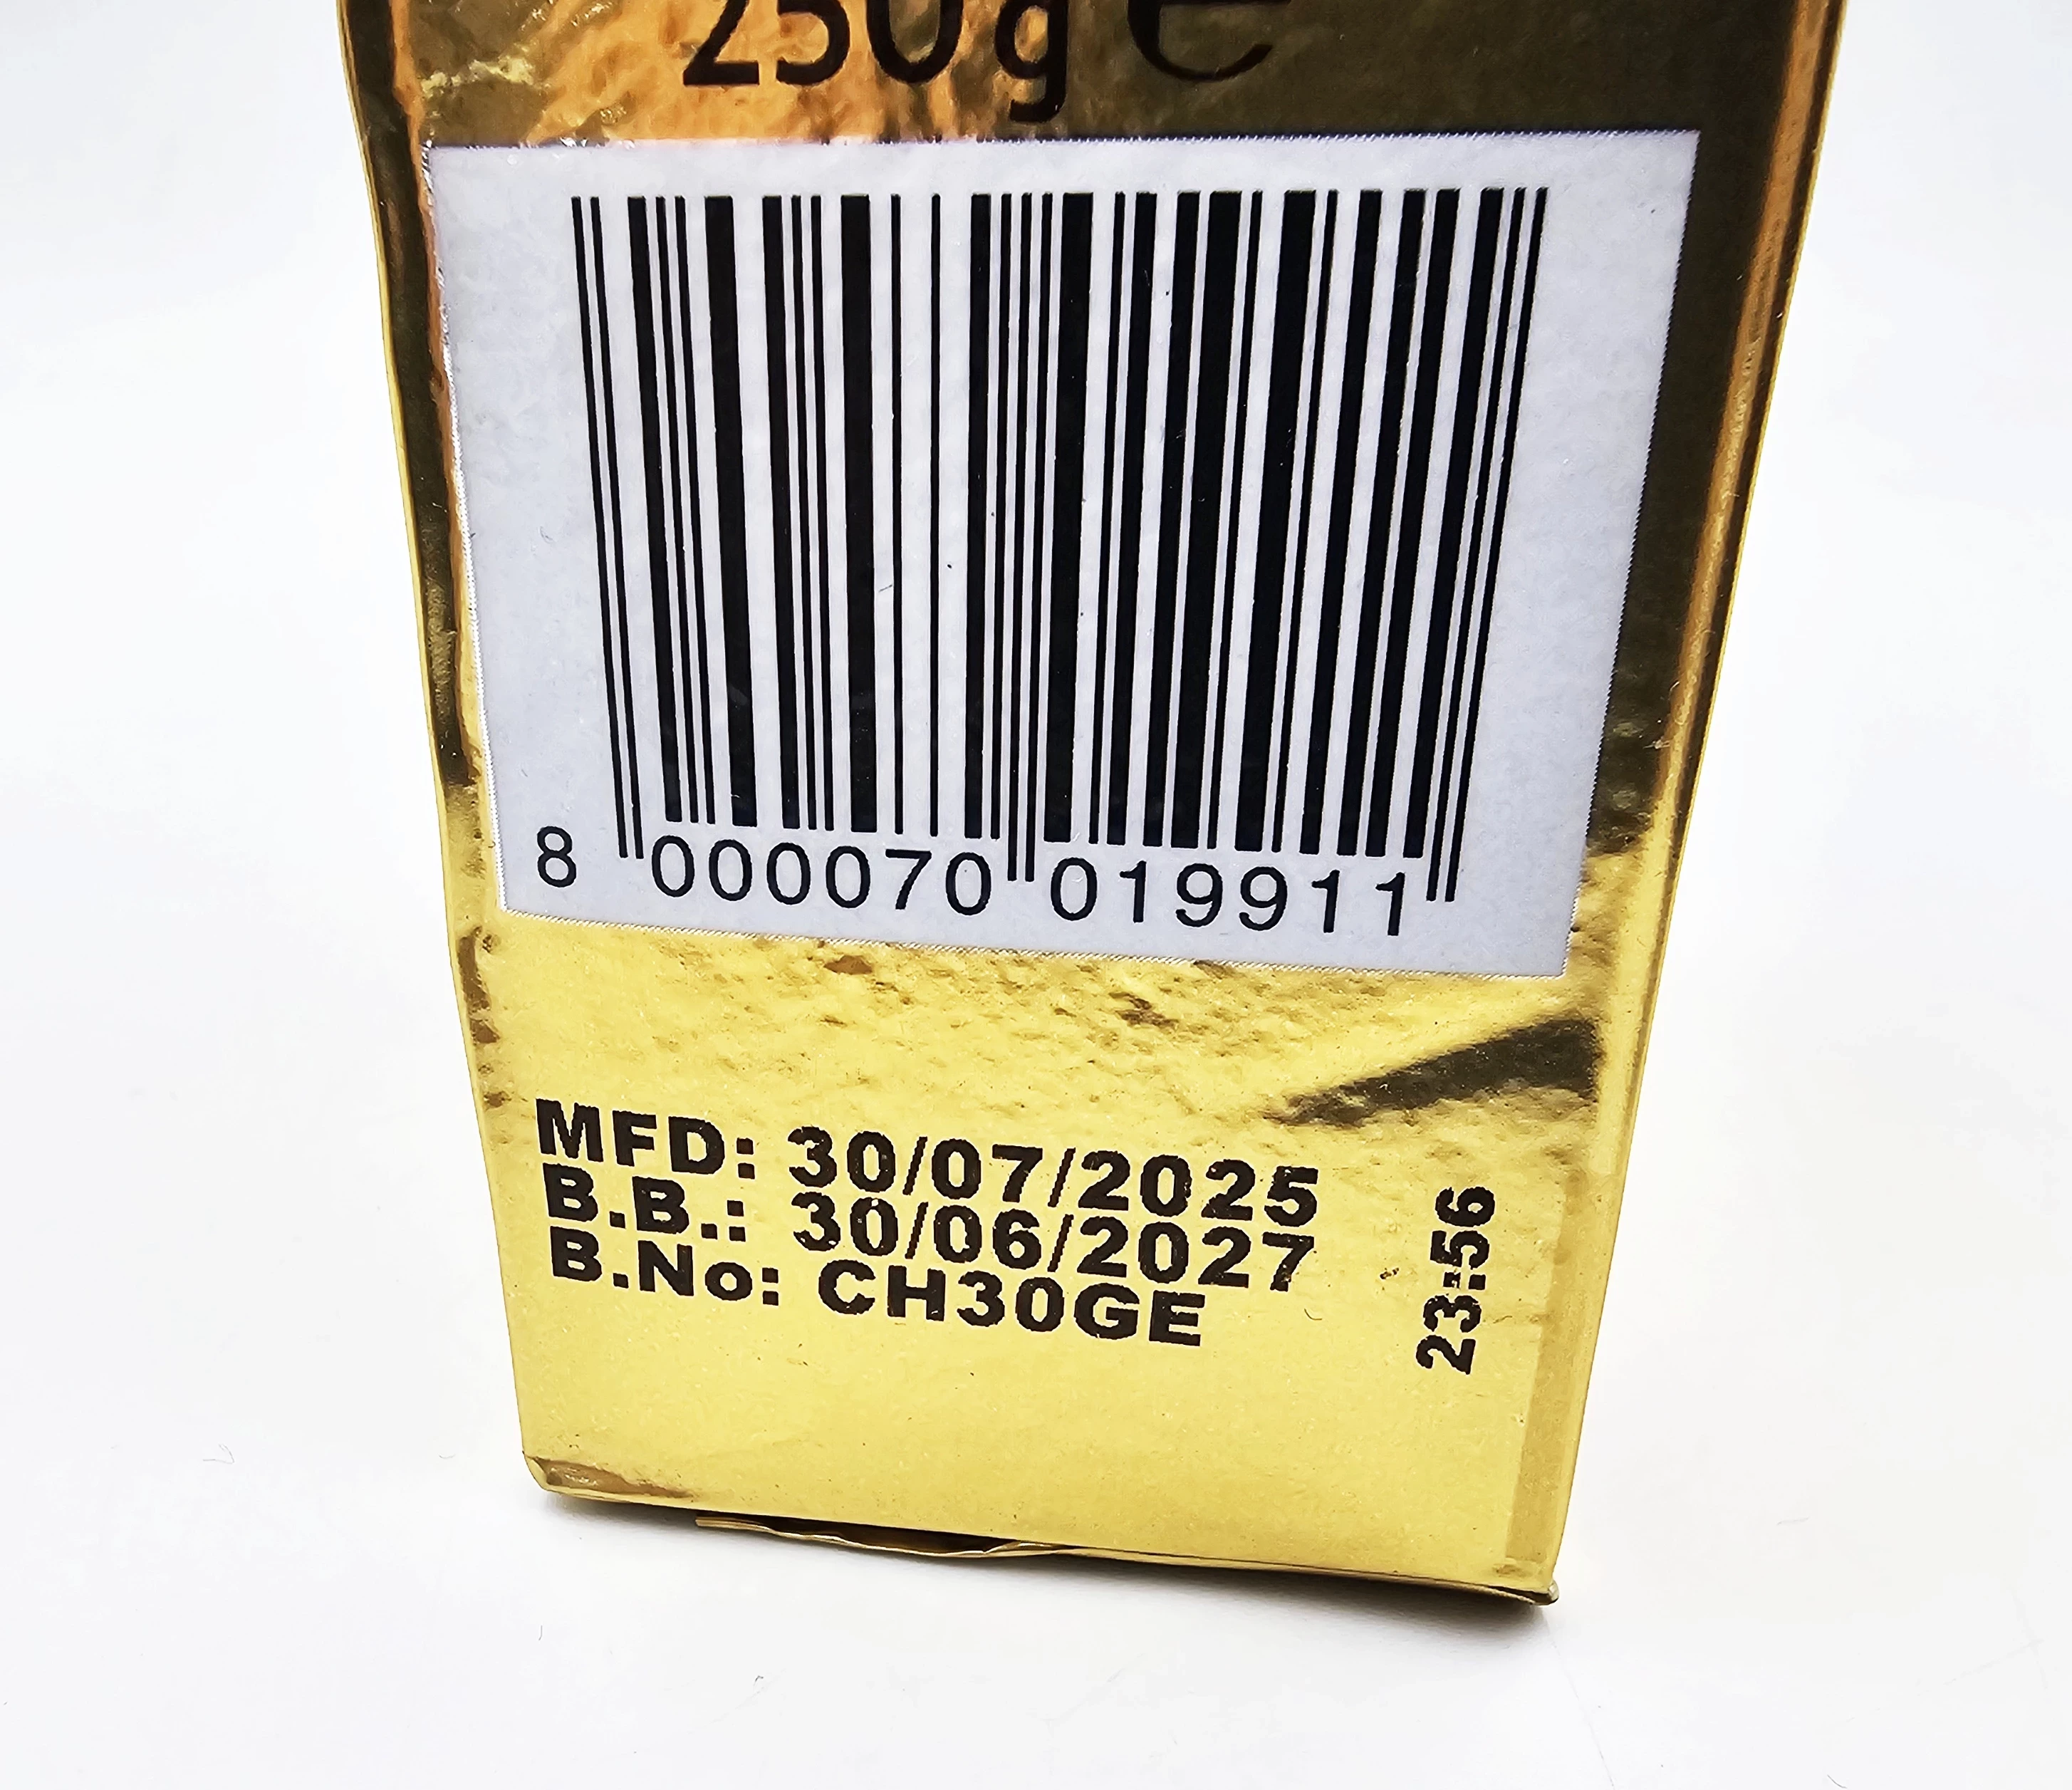 250g e
8 000070 019911
MFD: 30/07/2025
B.B.: 30/06/2027
B.No: CH30GE
23:56